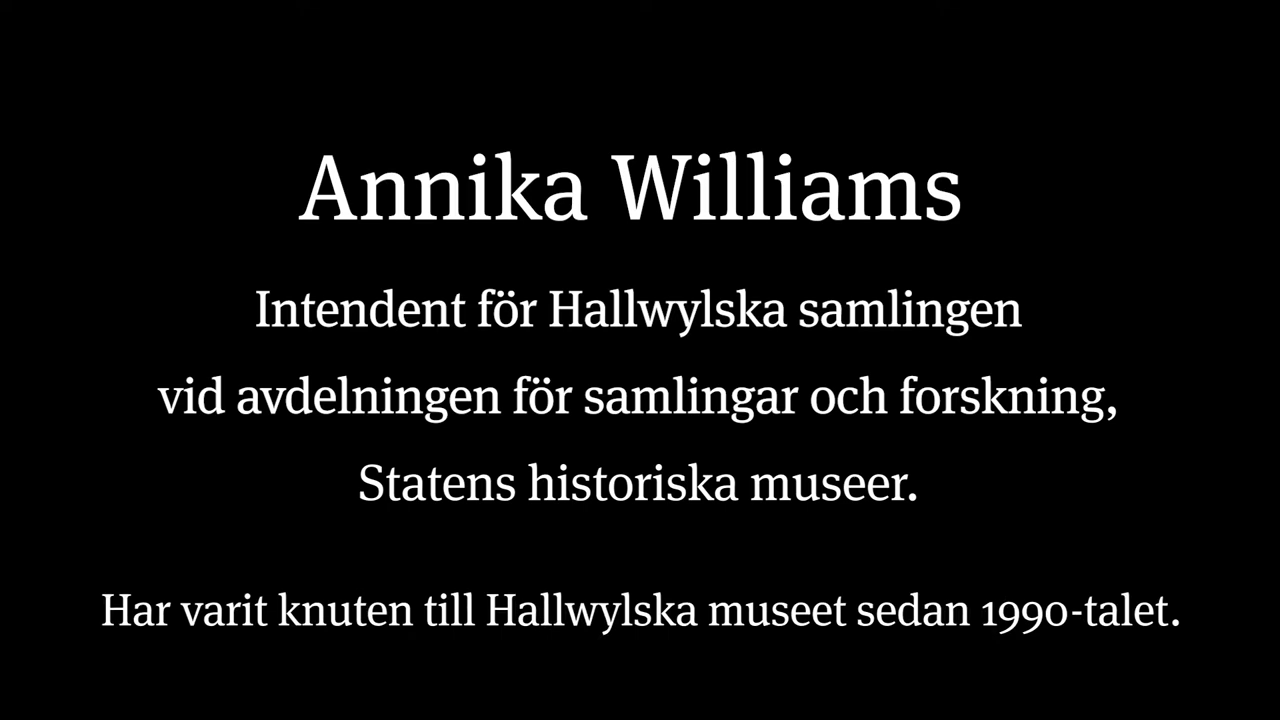 Annika Williams
Intendent för Hallwylska samlingen
vid avdelningen för samlingar och forskning,
Statens historiska museer.
Har varit knuten till Hallwylska museet sedan 1990-talet.